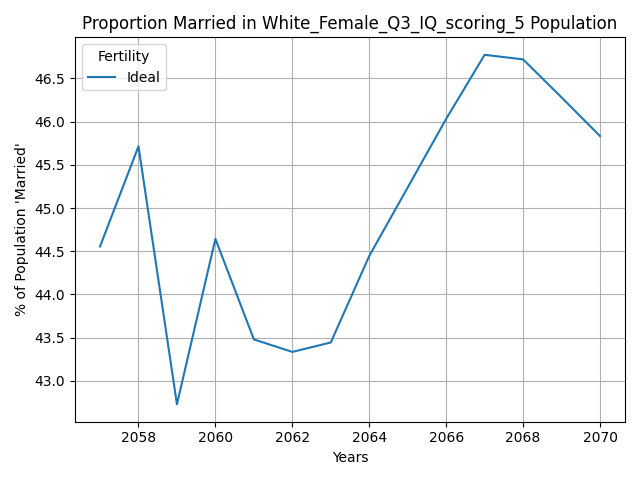 Proportion Married in White_Female_Q3_IQ_scoring_5 Population
Fertility
Ideal
% of Population 'Married'
46.5
46.0
45.5
45.0
44.5
44.0
43.5
43.0
2058 2060 2062 2064 2066 2068 2070
Years